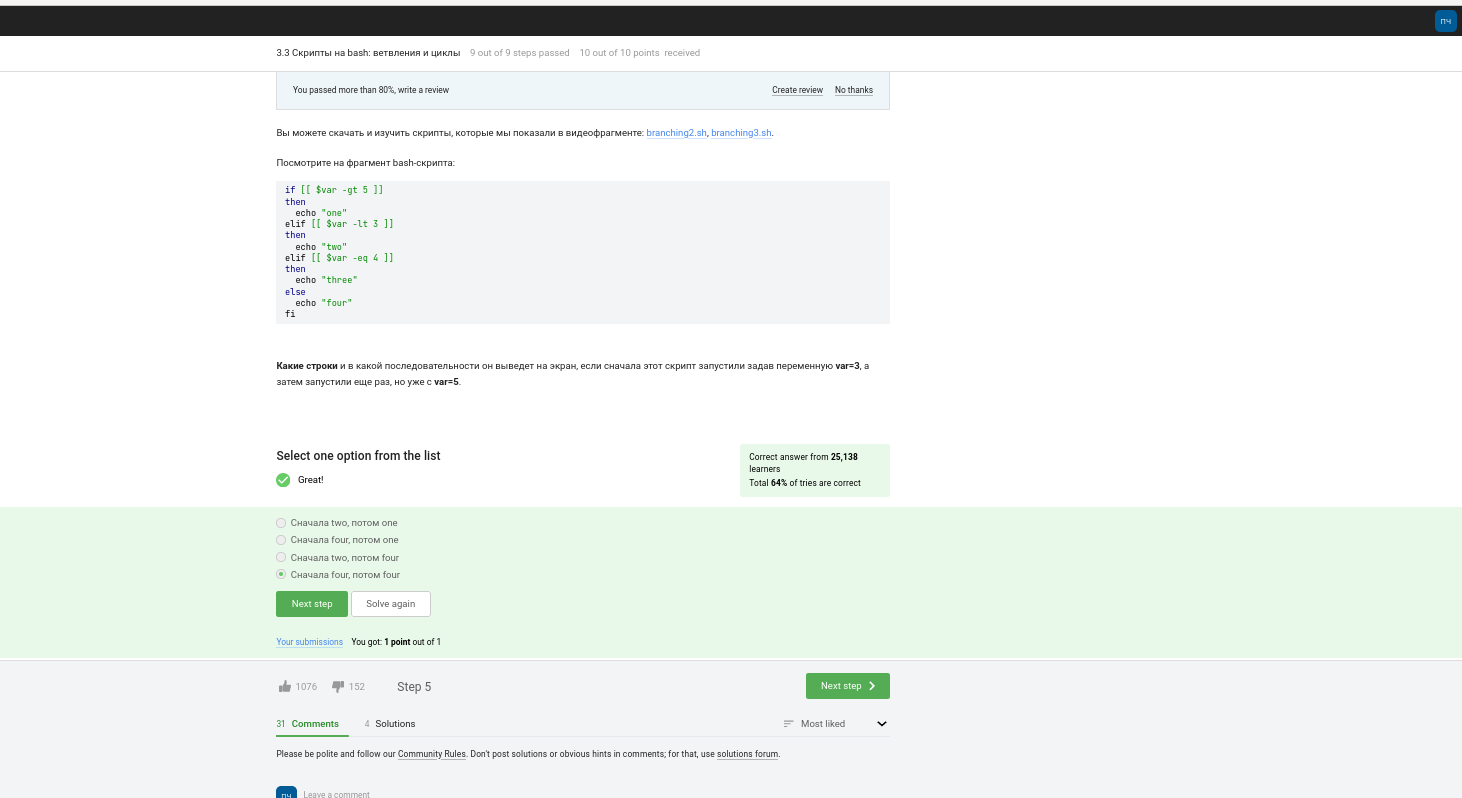 ПЧ
3.3 Скрипты на bash: ветвления и циклы 9 out of 9 steps passed 10 out of 10 points received
You passed more than 80%, write a review Create review No thanks
Вы можете скачать и изучить скрипты, которые мы показали в видеофрагменте: branching2.sh, branching3.sh.
Посмотрите на фрагмент bash-скрипта:
if [[ $var -gt 5 ]]
then
  echo "one"
elif [[ $var -lt 3 ]]
then
  echo "two"
elif [[ $var -eq 4 ]]
then
  echo "three"
else
  echo "four"
fi
Какие строки и в какой последовательности он выведет на экран, если сначала этот скрипт запустили задав переменную var=3, а
затем запустили еще раз, но уже с var=5.
Select one option from the list
Great!
Correct answer from 25,138
learners
Total 64% of tries are correct
Сначала two, потом one
Сначала four, потом one
Сначала two, потом four
Сначала four, потом four
Next step Solve again
Your submissions You got: 1 point out of 1
1076 152 Step 5 Next step
31 Comments 4 Solutions Most liked
Please be polite and follow our Community Rules. Don't post solutions or obvious hints in comments; for that, use solutions forum.
ПЧ Leave a comment